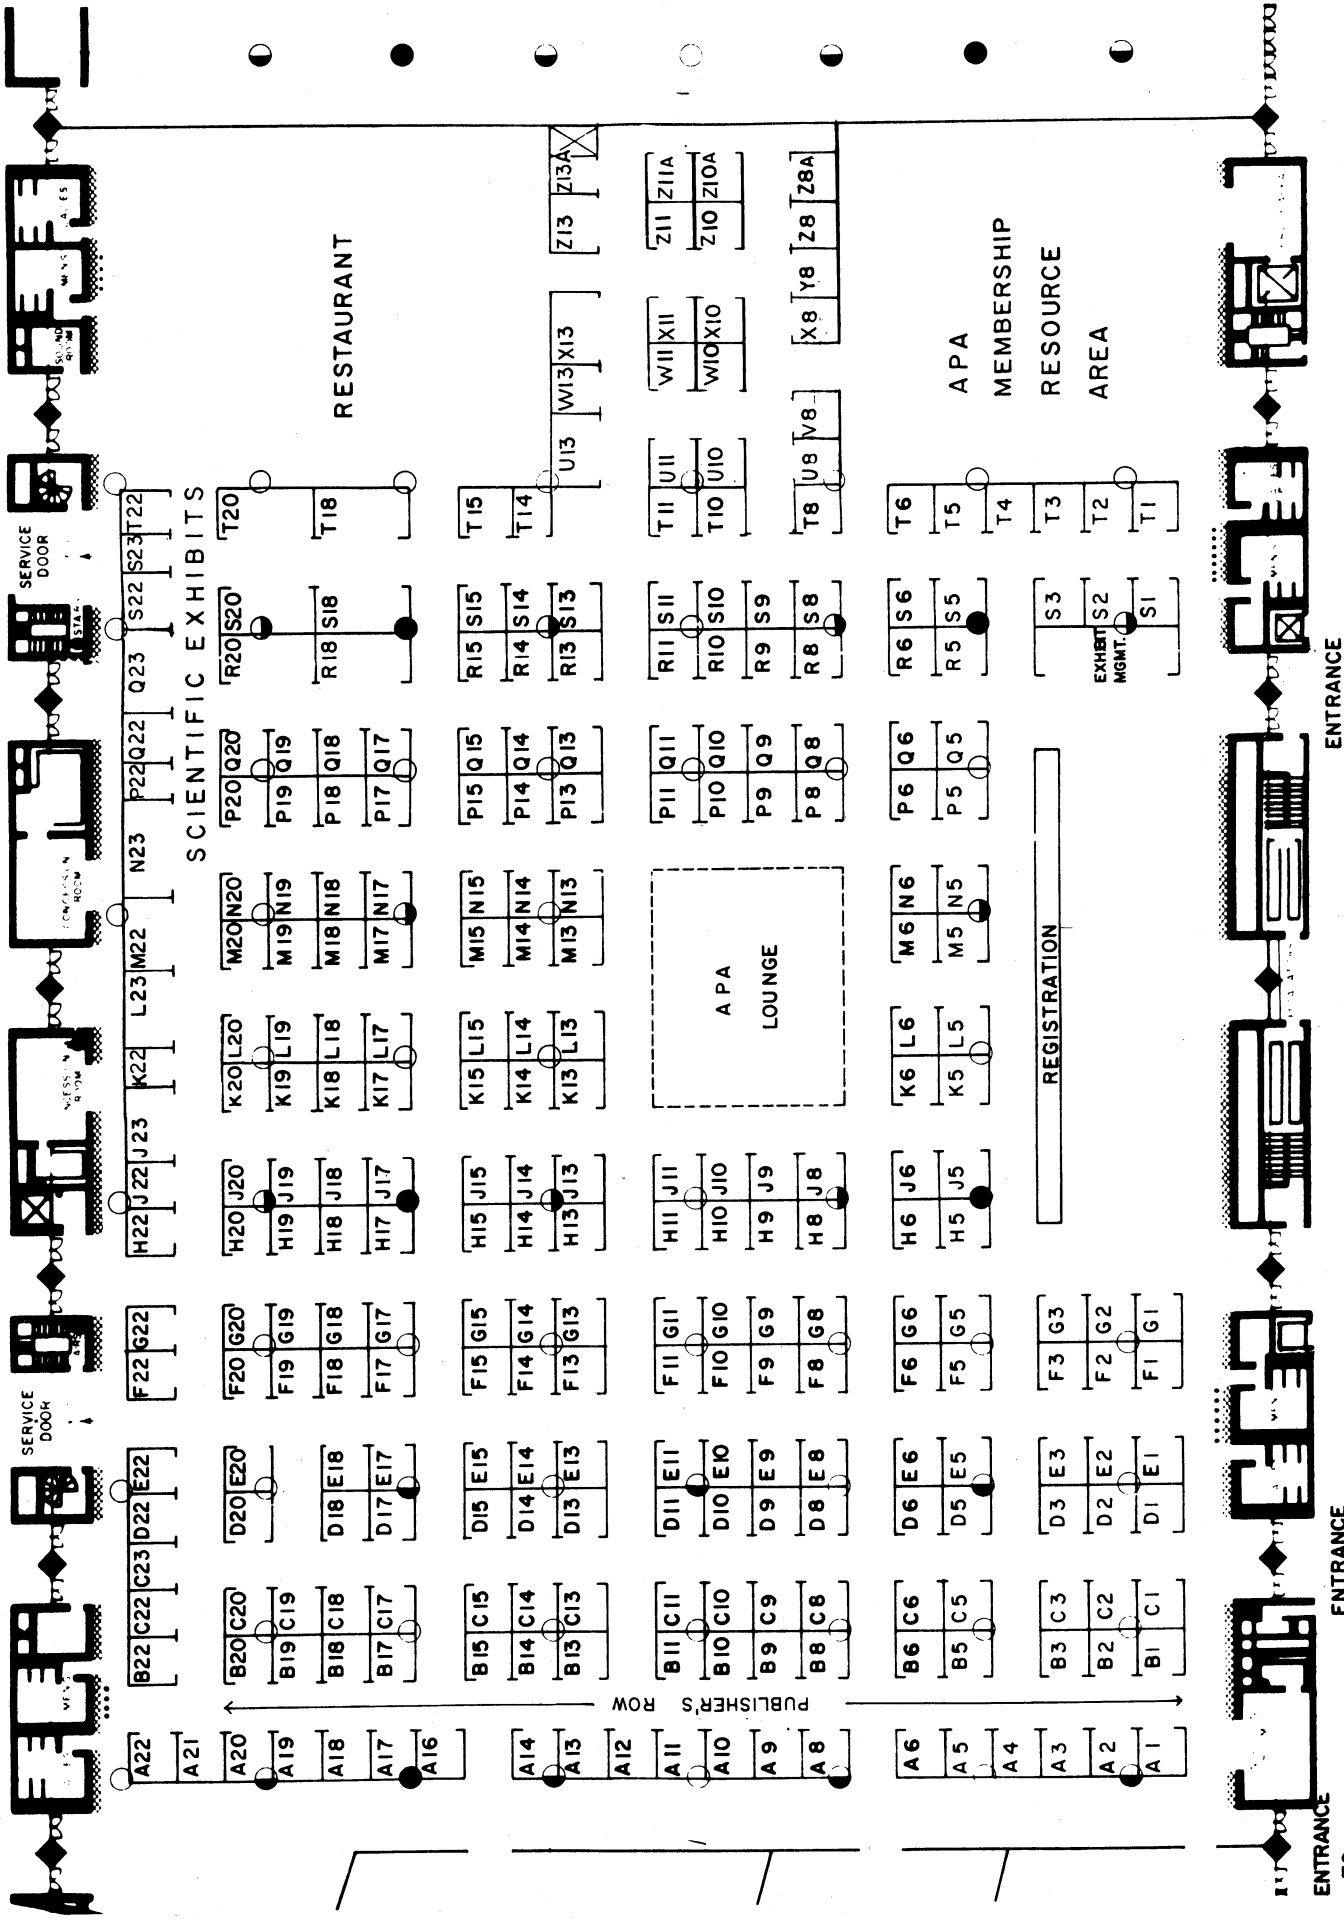 SERVICE
DOOR
SERVICE
DOOR
A22 B22 C22 C23 D22 E22 F22 G22 H22 J22 J23 K22 L23 M22 N23 P22 Q22 Q23 S22 S23 T22
A21
SCIENTIFIC EXHIBITS
A20 B20 C20 D20 E20 F20 G20 H20 J20 K20 L20 M20 N20 P20 Q20 R20 S20 T20
A19 B19 C19 F19 G19 H19 J19 K19 L19 M19 N19 P19 Q19
A18 B18 C18 D18 E18 F18 G18 H18 J18 K18 L18 M18 N18 P18 Q18 R18 S18 T18
RESTAURANT
A17 B17 C17 D17 E17 F17 G17 H17 J17 K17 L17 M17 N17 P17 Q17
A16
B15 C15 D15 E15 F15 G15 H15 J15 K15 L15 M15 N15 P15 Q15 R15 S15 T15
A14 B14 C14 D14 E14 F14 G14 H14 J14 K14 L14 M14 N14 P14 Q14 R14 S14 T14
A13 B13 C13 D13 E13 F13 G13 H13 J13 K13 L13 M13 N13 P13 Q13 R13 S13 U13 W13 X13 Z13 Z13A
A12
PUBLISHER'S ROW
A11 B11 C11 D11 E11 F11 G11 H11 J11 P11 Q11 R11 S11 T11 U11 W11 X11 Z11 Z11A
A10 B10 C10 D10 E10 F10 G10 H10 J10 P10 Q10 R10 S10 T10 U10 W10 X10 Z10 Z10A
APA
LOUNGE
A9 B9 C9 D9 E9 F9 G9 H9 J9 P9 Q9 R9 S9
A8 B8 C8 D8 E8 F8 G8 H8 J8 P8 Q8 R8 S8 T8 U8 V8 X8 Y8 Z8 Z8A
A6 B6 C6 D6 E6 F6 G6 H6 J6 K6 L6 M6 N6 P6 Q6 R6 S6 T6
A5 B5 C5 D5 E5 F5 G5 H5 J5 K5 L5 M5 N5 P5 Q5 R5 S5 T5
APA
MEMBERSHIP
RESOURCE
AREA
A4 T4
A3 B3 C3 D3 E3 F3 G3 S3 T3
REGISTRATION
A2 B2 C2 D2 E2 F2 G2 S2 T2
EXHIBIT
MGMT.
A1 B1 C1 D1 E1 F1 G1 S1 T1
ENTRANCE
ENTRANCE
ENTRANCE